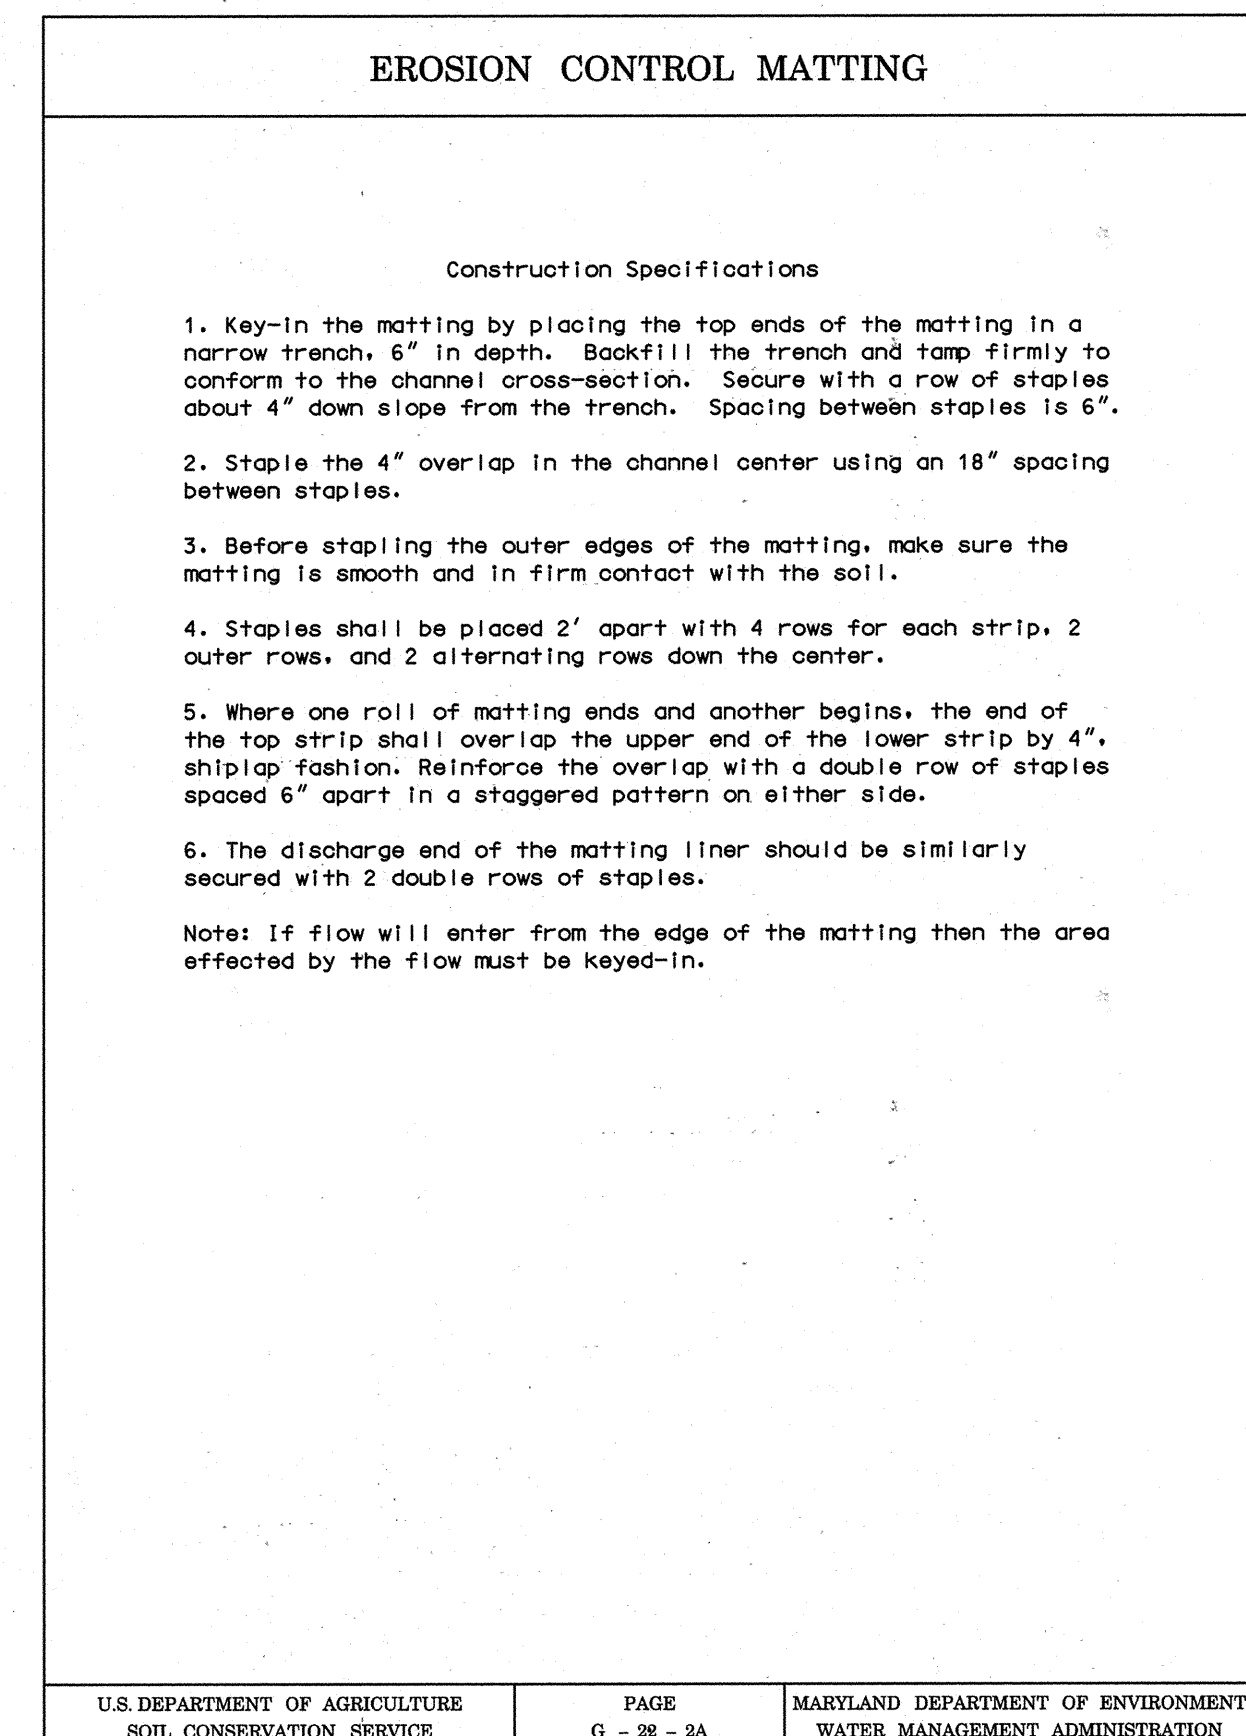 EROSION CONTROL MATTING
Construction Specifications
1. Key-in the matting by placing the top ends of the matting in a
narrow trench, 6" in depth. Backfill the trench and tamp firmly to
conform to the channel cross-section. Secure with a row of staples
about 4" down slope from the trench. Spacing between staples is 6".
2. Staple the 4" overlap in the channel center using an 18" spacing
between staples.
3. Before stapling the outer edges of the matting, make sure the
matting is smooth and in firm contact with the soil.
4. Staples shall be placed 2' apart with 4 rows for each strip, 2
outer rows, and 2 alternating rows down the center.
5. Where one roll of matting ends and another begins, the end of
the top strip shall overlap the upper end of the lower strip by 4",
shiplap fashion. Reinforce the overlap with a double row of staples
spaced 6" apart in a staggered pattern on either side.
6. The discharge end of the matting liner should be similarly
secured with 2 double rows of staples.
Note: If flow will enter from the edge of the matting then the area
effected by the flow must be keyed-in.
U.S. DEPARTMENT OF AGRICULTURE
SOIL CONSERVATION SERVICE
PAGE
G - 22 - 2A
MARYLAND DEPARTMENT OF ENVIRONMENT
WATER MANAGEMENT ADMINISTRATION